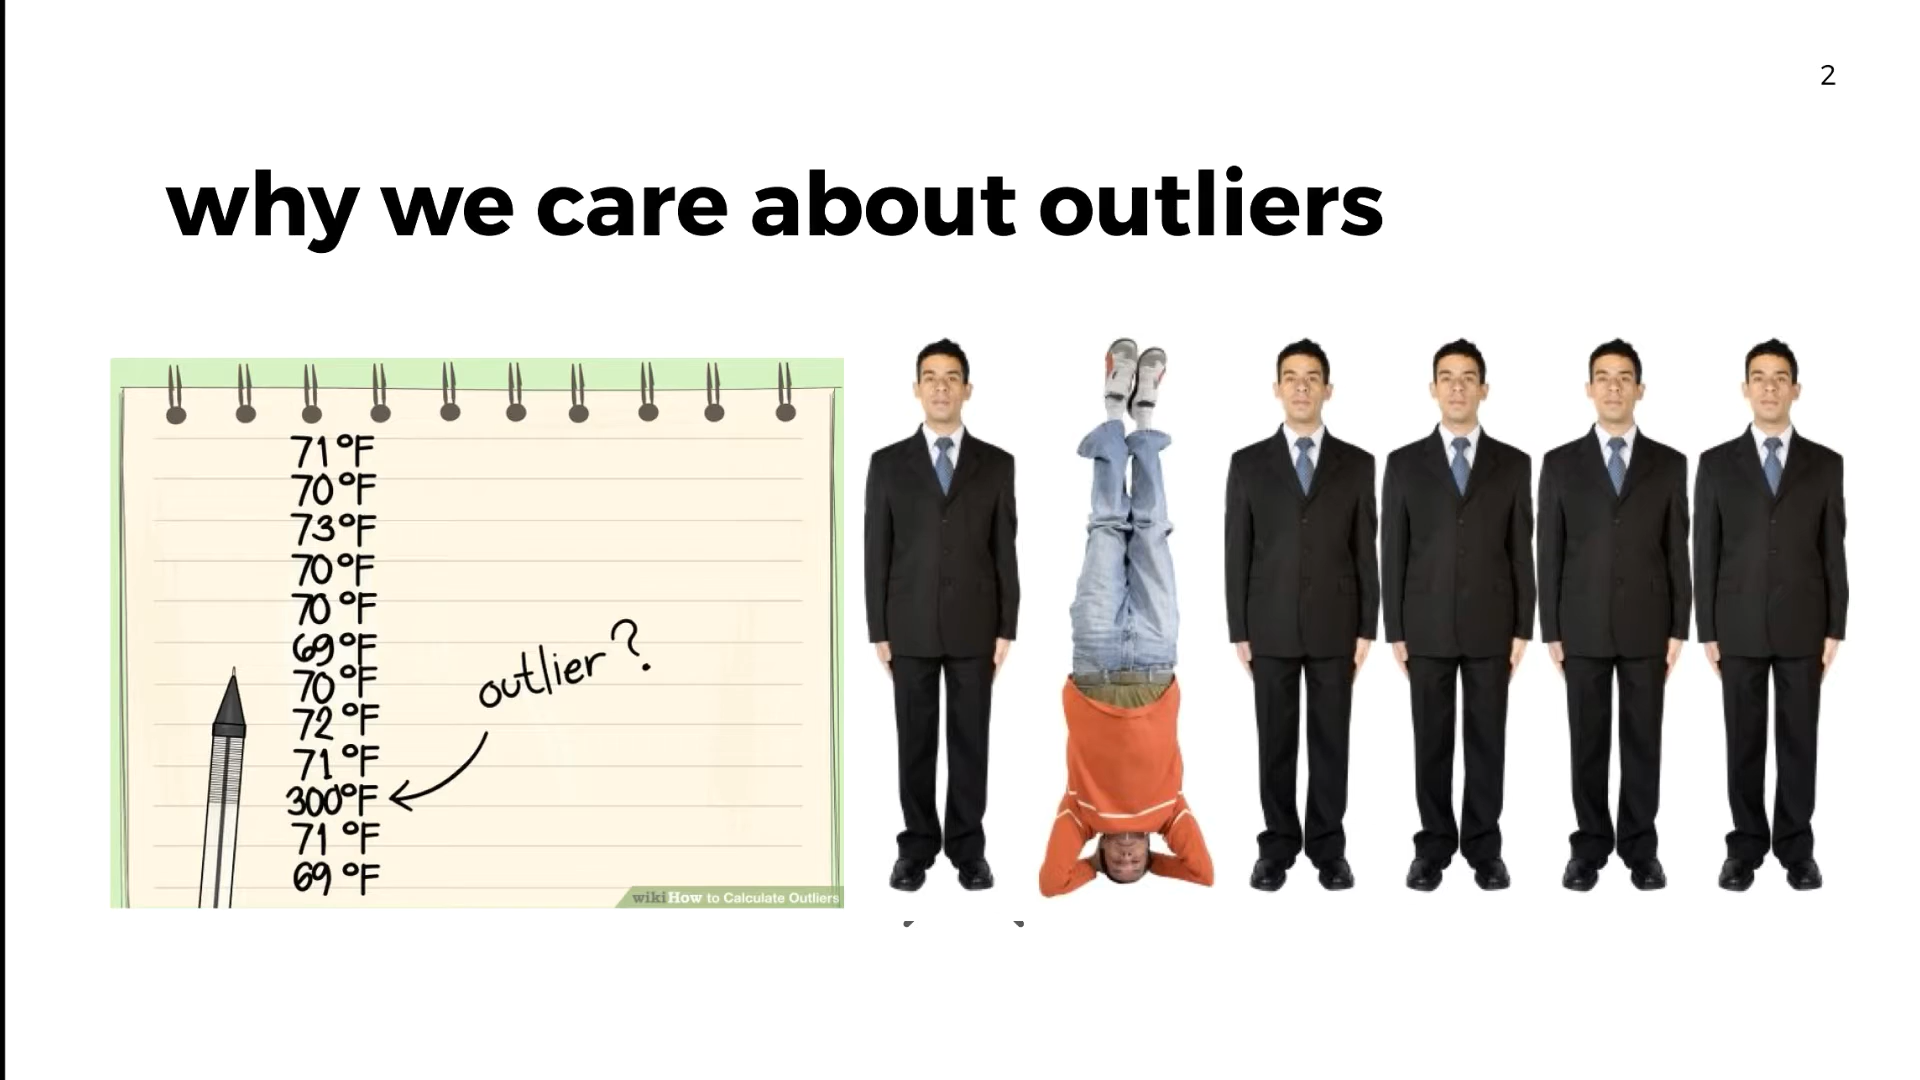 2
why we care about outliers
71°F
70°F
73°F
70°F
70°F
69°F
70°F
72°F
71°F
300°F
71°F
69°F
outlier?
wikiHow to Calculate Outliers